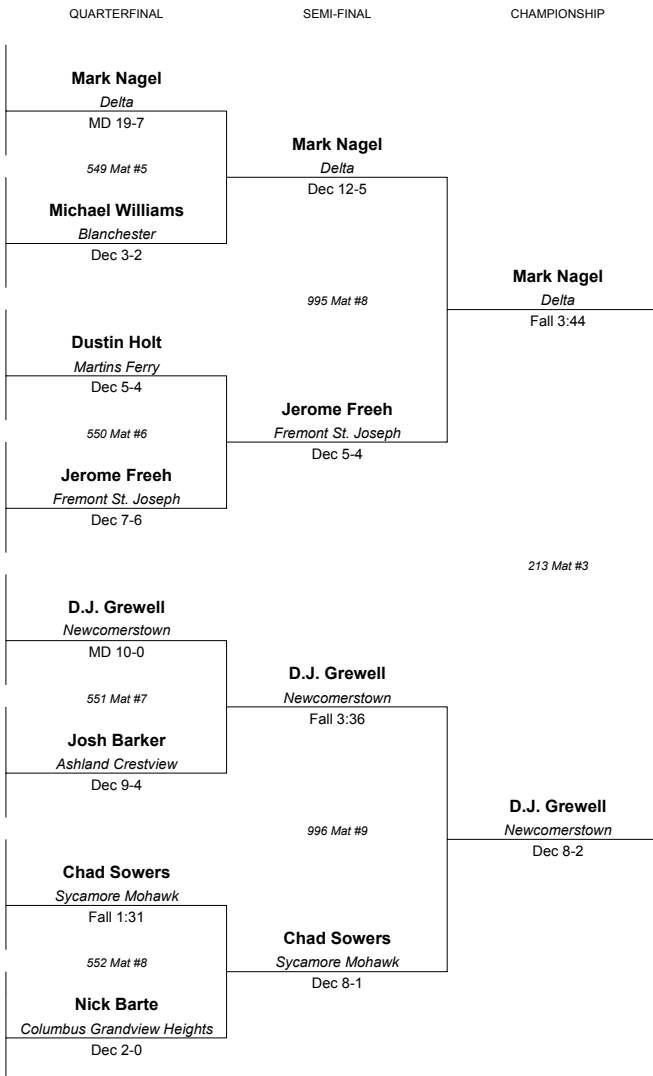 QUARTERFINAL
SEMI-FINAL
CHAMPIONSHIP
Mark Nagel
Delta
MD 19-7
549 Mat #5
Michael Williams
Blanchester
Dec 3-2
Dustin Holt
Martins Ferry
Dec 5-4
550 Mat #6
Jerome Freeh
Fremont St. Joseph
Dec 7-6
D.J. Grewell
Newcomerstown
MD 10-0
551 Mat #7
Josh Barker
Ashland Crestview
Dec 9-4
Chad Sowers
Sycamore Mohawk
Fall 1:31
552 Mat #8
Nick Barte
Columbus Grandview Heights
Dec 2-0
Mark Nagel
Delta
Dec 12-5
995 Mat #8
Jerome Freeh
Fremont St. Joseph
Dec 5-4
D.J. Grewell
Newcomerstown
Fall 3:36
996 Mat #9
Chad Sowers
Sycamore Mohawk
Dec 8-1
Mark Nagel
Delta
Fall 3:44
213 Mat #3
D.J. Grewell
Newcomerstown
Dec 8-2